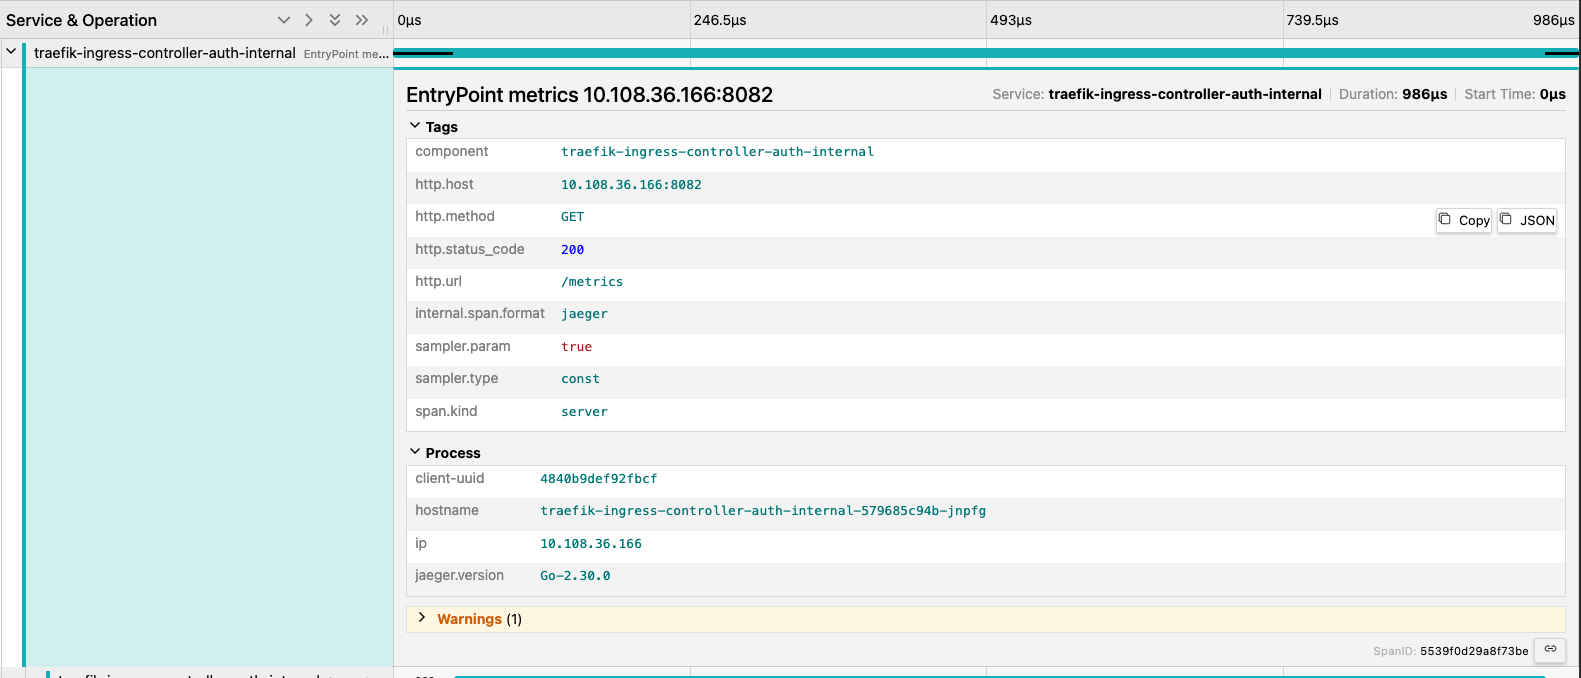 Service & Operation
0μs
246.5μs
493μs
739.5μs
986μs
traefik-ingress-controller-auth-internal EntryPoint me...
EntryPoint metrics 10.108.36.166:8082
Service: traefik-ingress-controller-auth-internal
Duration: 986μs
Start Time: 0μs
Tags
component traefik-ingress-controller-auth-internal
http.host 10.108.36.166:8082
http.method GET
Copy
JSON
http.status_code 200
http.url /metrics
internal.span.format jaeger
sampler.param true
sampler.type const
span.kind server
Process
client-uuid 4840b9def92fbcf
hostname traefik-ingress-controller-auth-internal-579685c94b-jnpfg
ip 10.108.36.166
jaeger.version Go-2.30.0
Warnings (1)
SpanID: 5539f0d29a8f73be